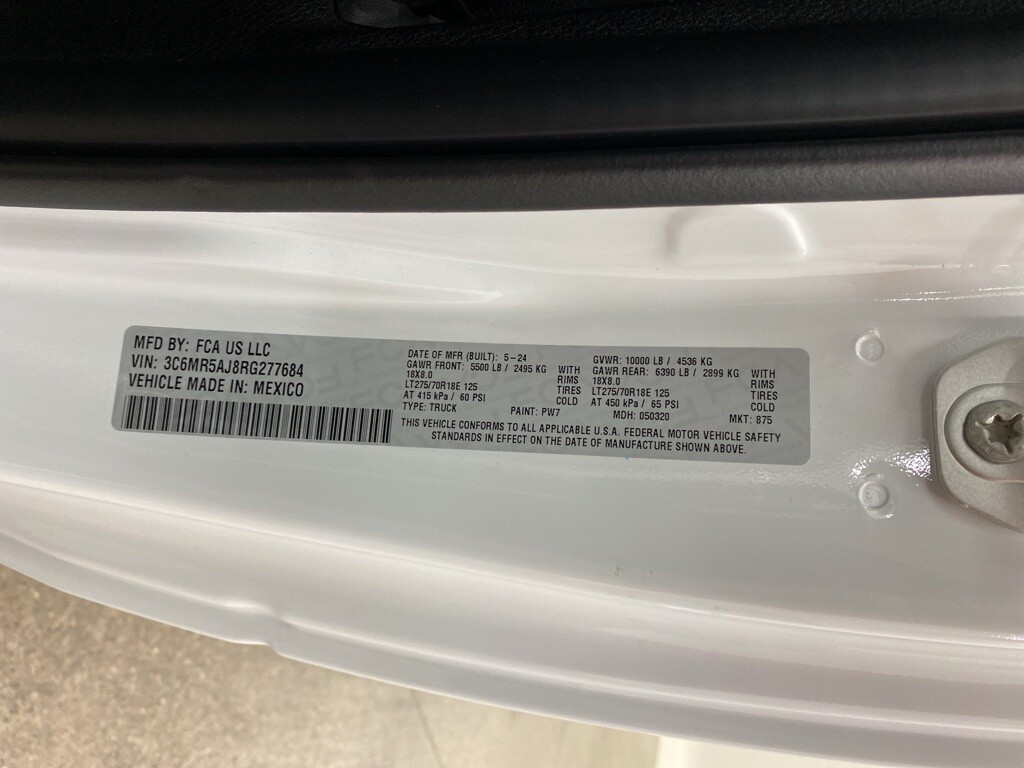 MFD BY: FCA US LLC
VIN: 3C6MR5AJ8RG277684
VEHICLE MADE IN: MEXICO
DATE OF MFR (BUILT): 5-24
GAWR FRONT: 5500 LB / 2495 KG WITH
18X8.0 RIMS
LT275/70R18E 125 TIRES
AT 415 kPa / 60 PSI COLD
TYPE: TRUCK PAINT: PW7
GVWR: 10000 LB / 4536 KG
GAWR REAR: 6390 LB / 2899 KG WITH
18X8.0 RIMS
LT275/70R18E 125 TIRES
AT 450 kPa / 65 PSI COLD
MDH: 050320 MKT: 875
THIS VEHICLE CONFORMS TO ALL APPLICABLE U.S.A. FEDERAL MOTOR VEHICLE SAFETY
STANDARDS IN EFFECT ON THE DATE OF MANUFACTURE SHOWN ABOVE.